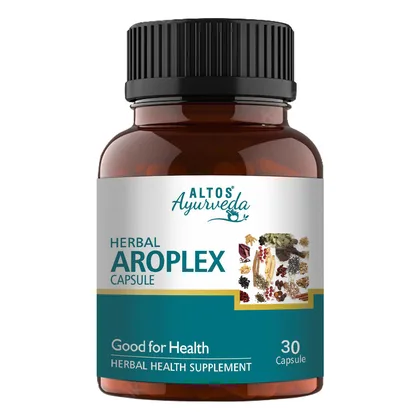 ALTOS®
Ayurveda
HERBAL
AROPLEX
CAPSULE
Good for Health
HERBAL HEALTH SUPPLEMENT
30
Capsule